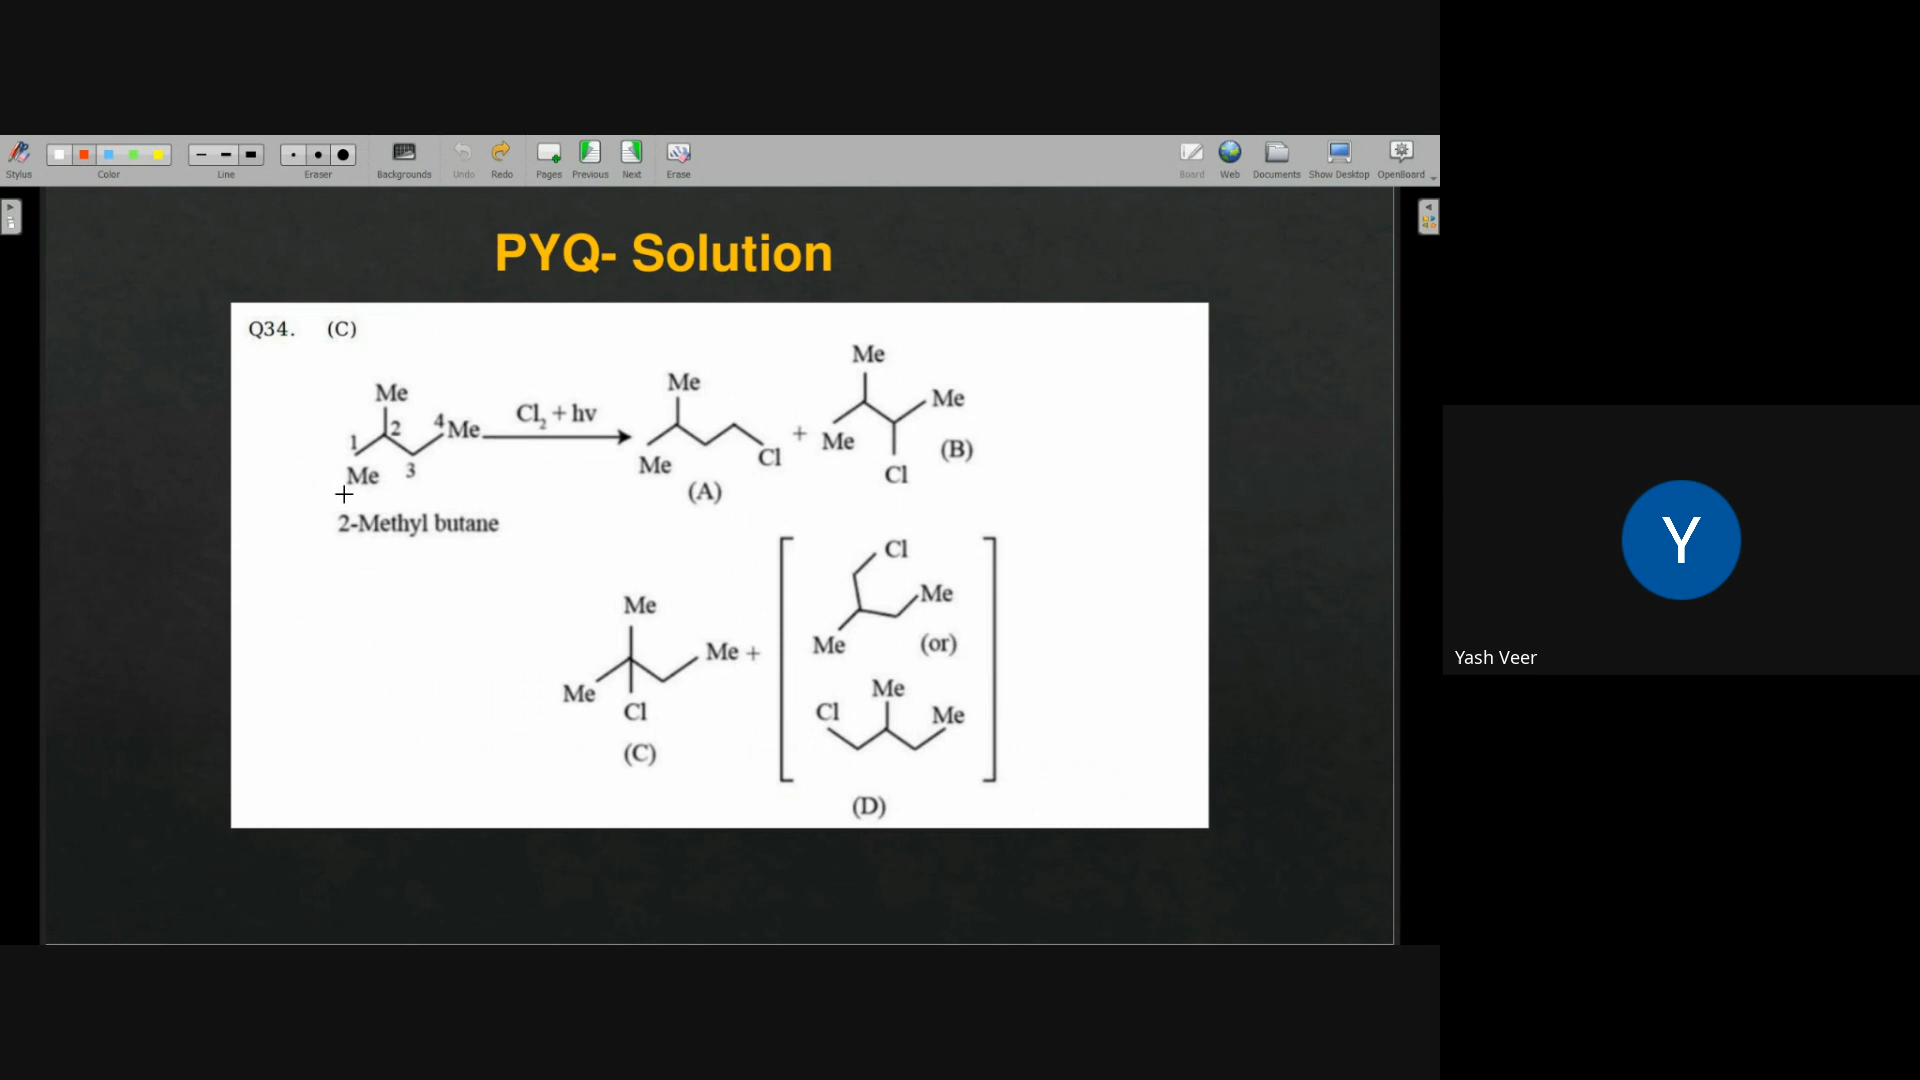 Stylus
Color
Line
Eraser
Backgrounds
Undo
Redo
Pages
Previous
Next
Erase
Board
Web
Documents
Show Desktop
OpenBoard
PYQ- Solution
Q34. (C)
Me
1
2
3
4
Me
Me
2-Methyl butane
Cl₂ + hν
Me
Me
Cl
(A)
+
Me
Me
Me
Cl
(B)
Me
Me
Me +
Cl
(C)
Cl
Me
Me
(or)
Me
Cl
Me
(D)
Y
Yash Veer